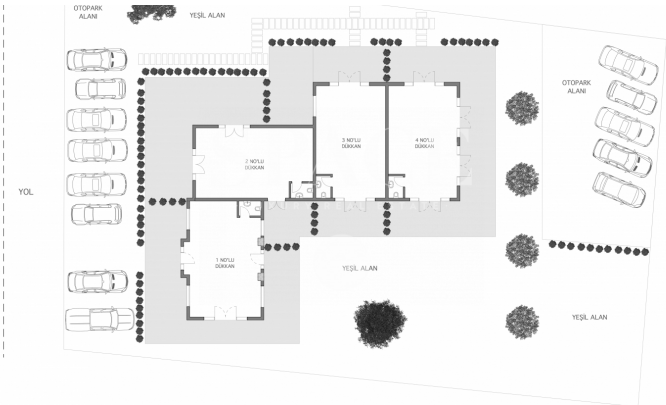 OTOPARK
ALANI
YEŞİL ALAN
OTOPARK
ALANI
3 NO'LU
DÜKKAN
4 NO'LU
DÜKKAN
2 NO'LU
DÜKKAN
YOL
1 NO'LU
DÜKKAN
YEŞİL ALAN
YEŞİL ALAN